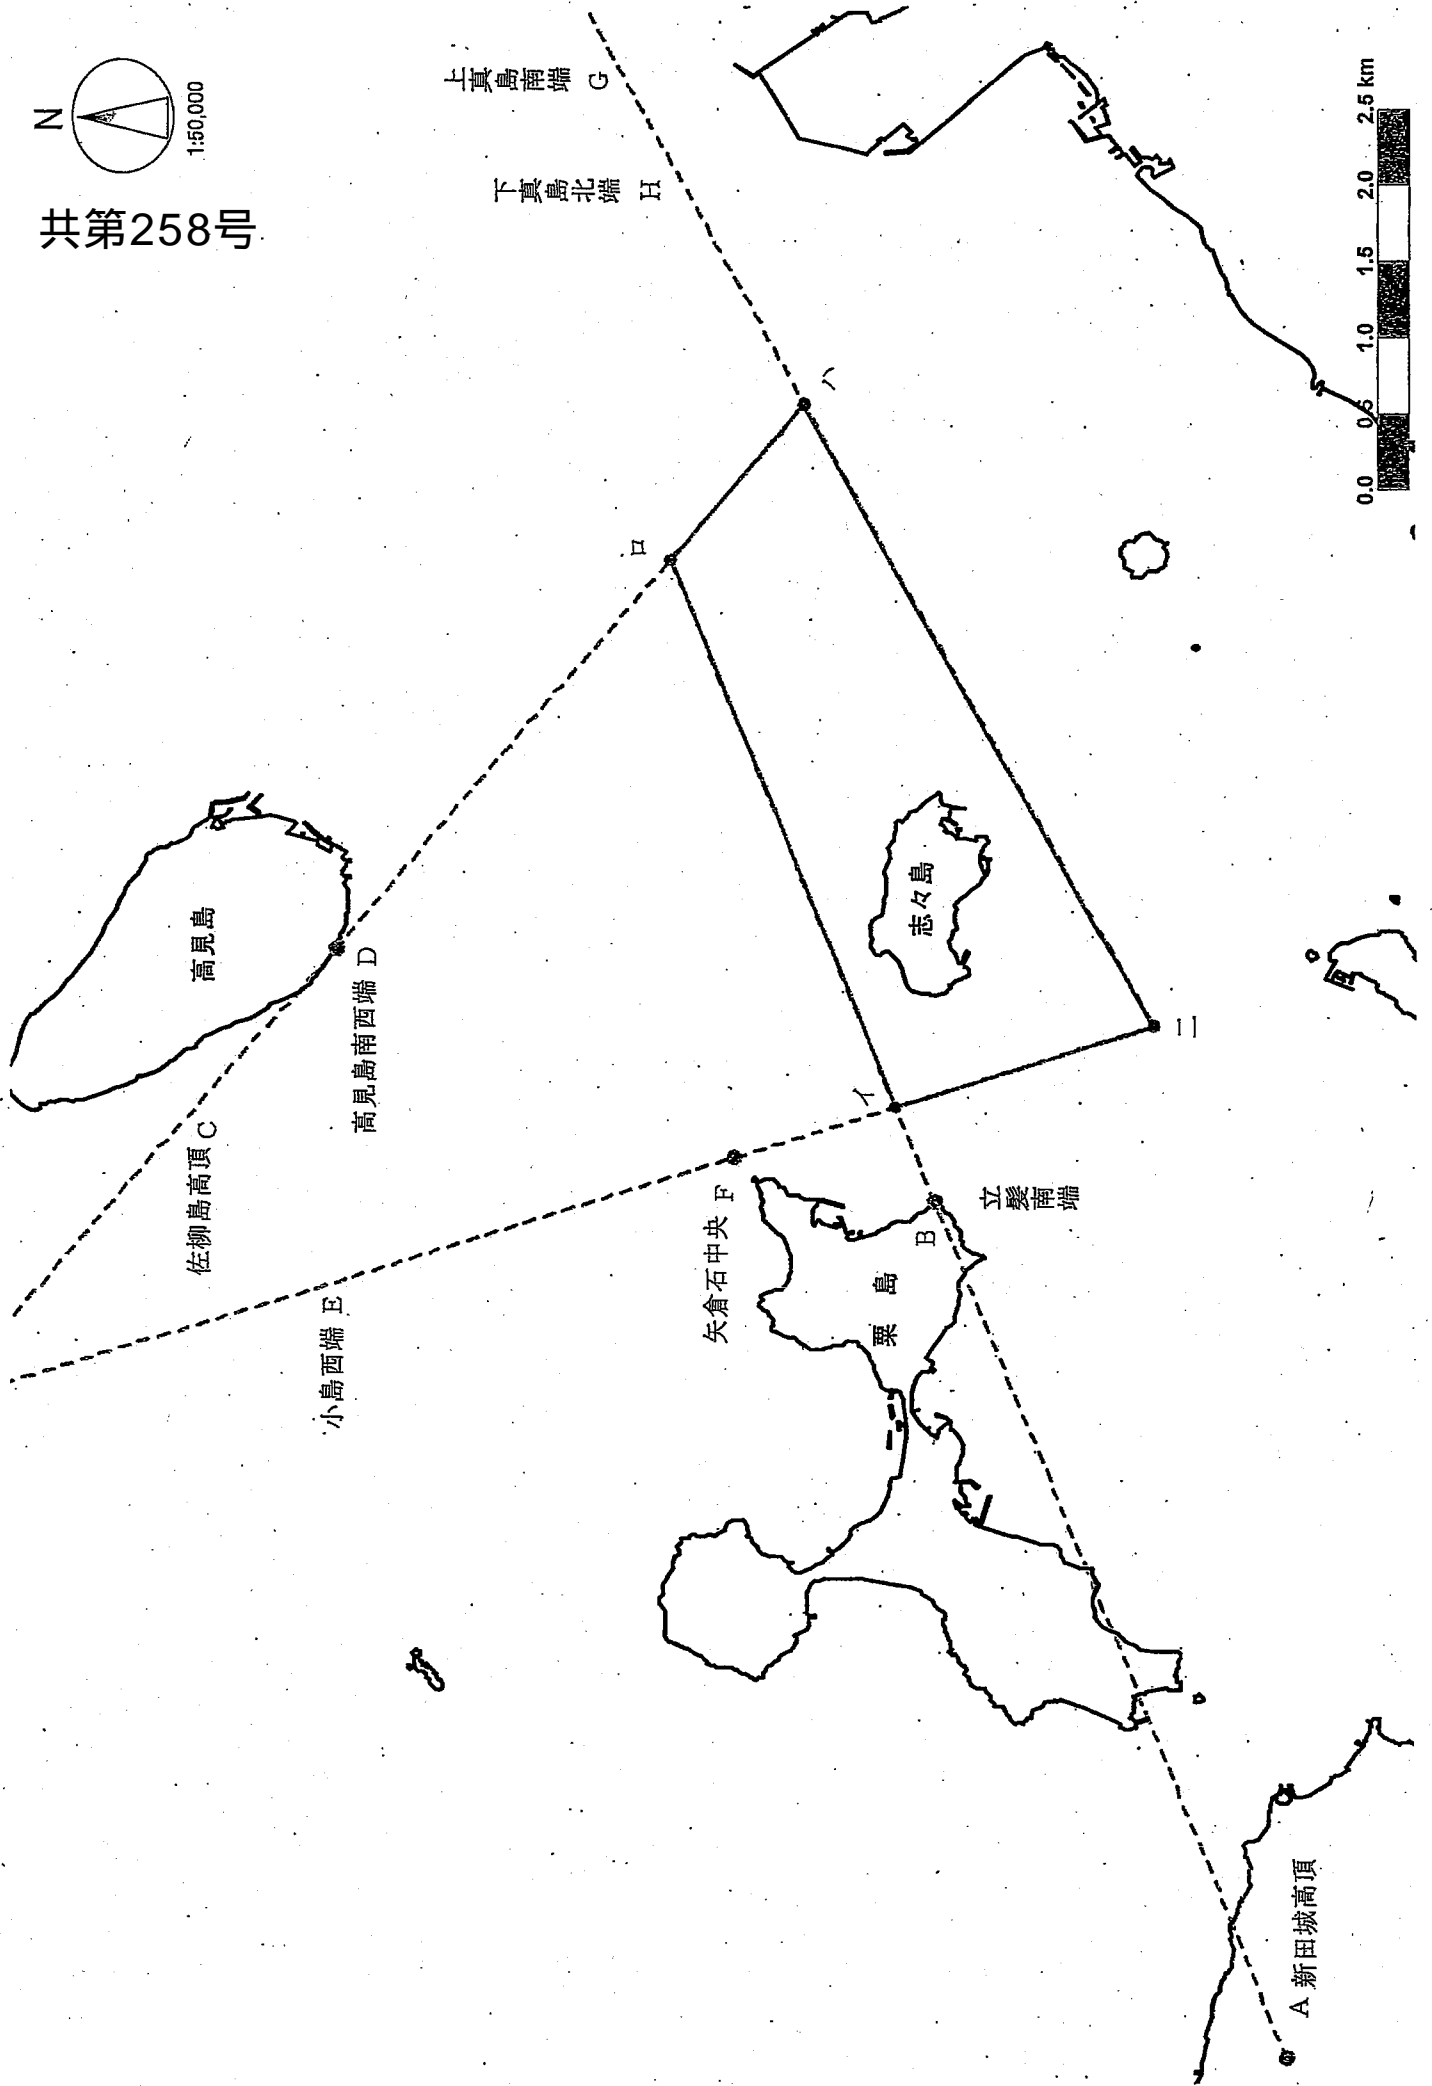 N
1:50,000
共第258号
上真島南端 G
下真島北端 H
ハ
ロ
高見島
高見島南西端 D
佐柳島高頂 C
小島西端 E
矢倉石中央 F
イ
ニ
志々島
B
立髪南端
粟島
A 新田城高頂
0.0 0.5 1.0 1.5 2.0 2.5 km